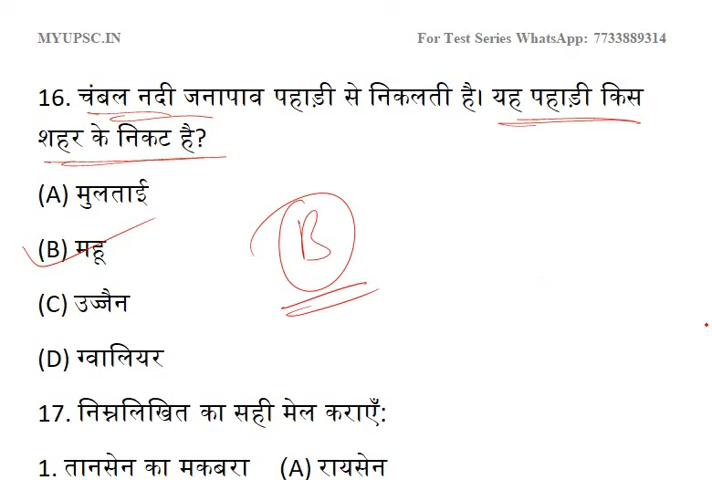 MYUPSC.IN For Test Series WhatsApp: 7733889314
16. चंबल नदी जनापाव पहाड़ी से निकलती है। यह पहाड़ी किस
शहर के निकट है?
(A) मुलताई
(B) महू
B
(C) उज्जैन
(D) ग्वालियर
17. निम्नलिखित का सही मेल कराएँ:
1. तानसेन का मकबरा (A) रायसेन